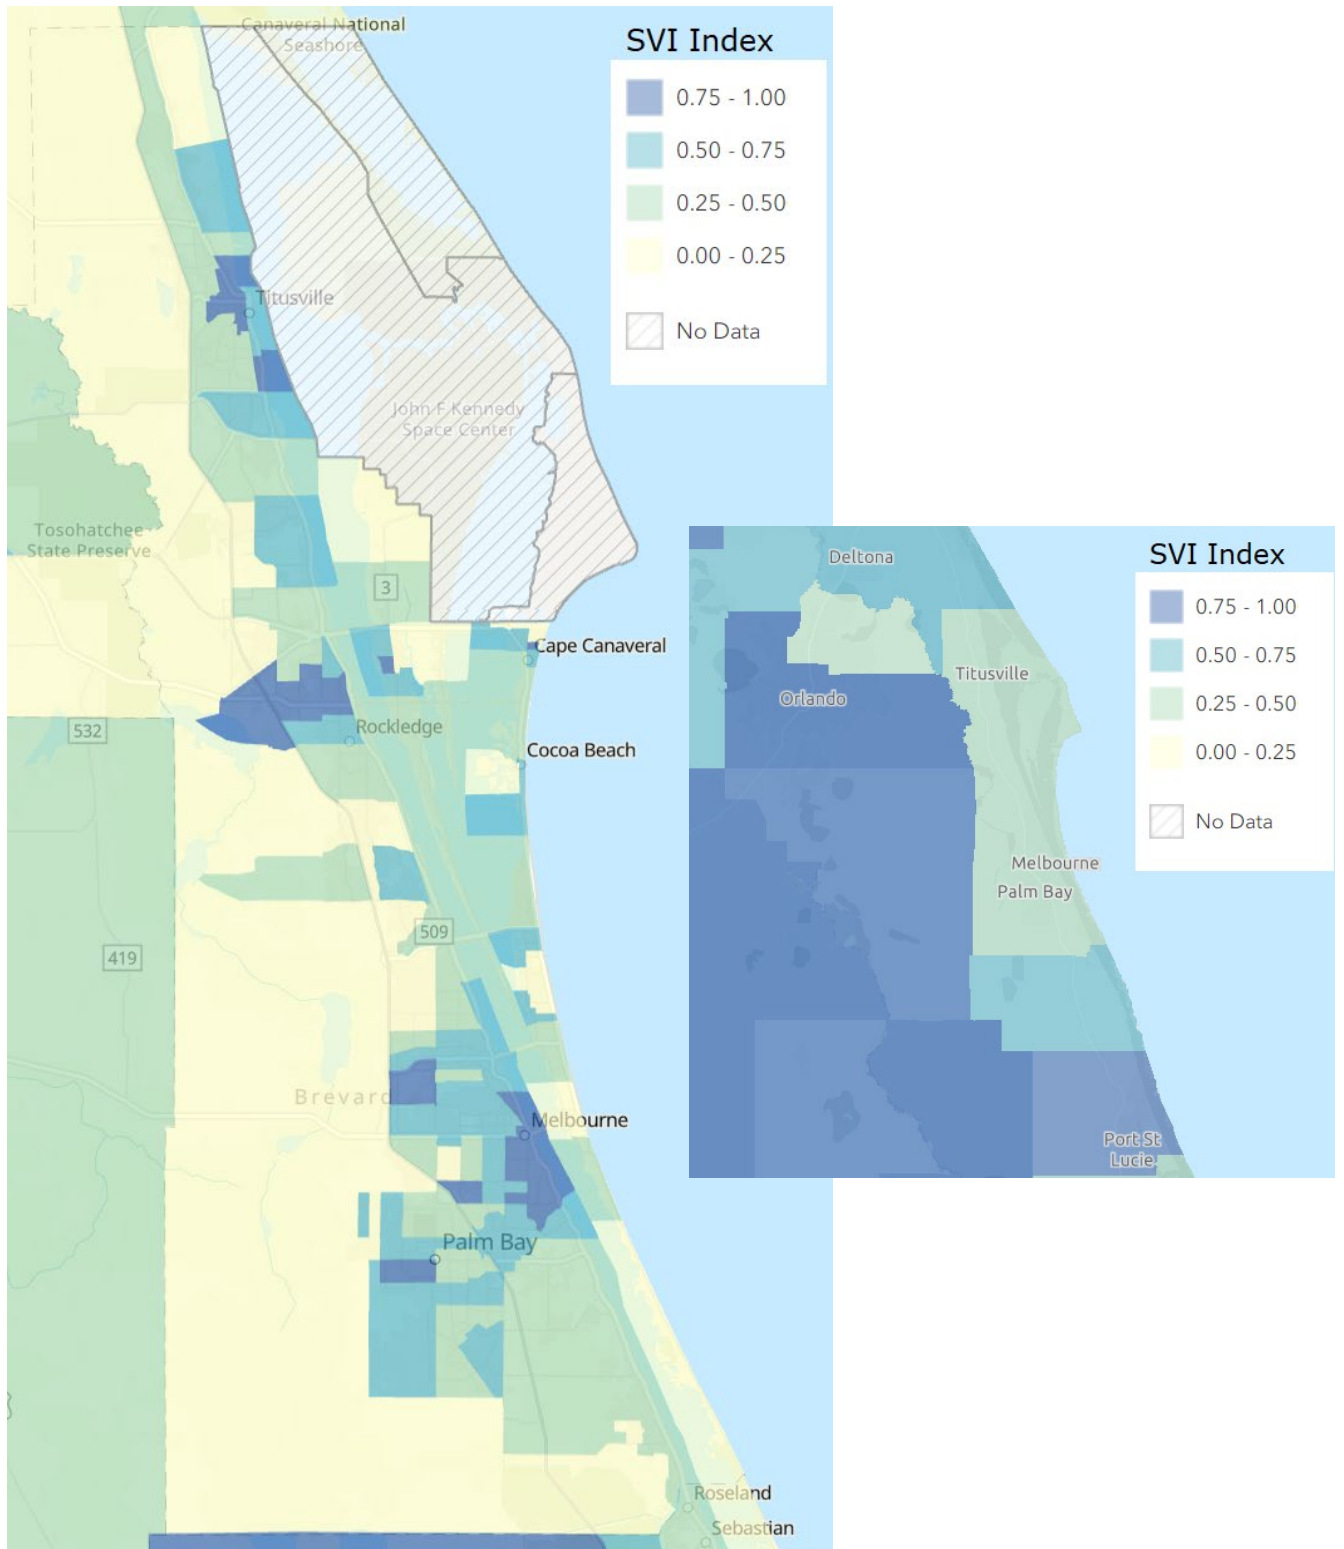 Canaveral National
Seashore
SVI Index
0.75 - 1.00
0.50 - 0.75
0.25 - 0.50
0.00 - 0.25
No Data
Titusville
John F Kennedy
Space Center
Tosohatchee
State Preserve
3
Cape Canaveral
Rockledge
532
Cocoa Beach
509
419
Brevard
Melbourne
Palm Bay
Roseland
Sebastian
Deltona
SVI Index
0.75 - 1.00
0.50 - 0.75
0.25 - 0.50
0.00 - 0.25
No Data
Titusville
Orlando
Melbourne
Palm Bay
Port St
Lucie